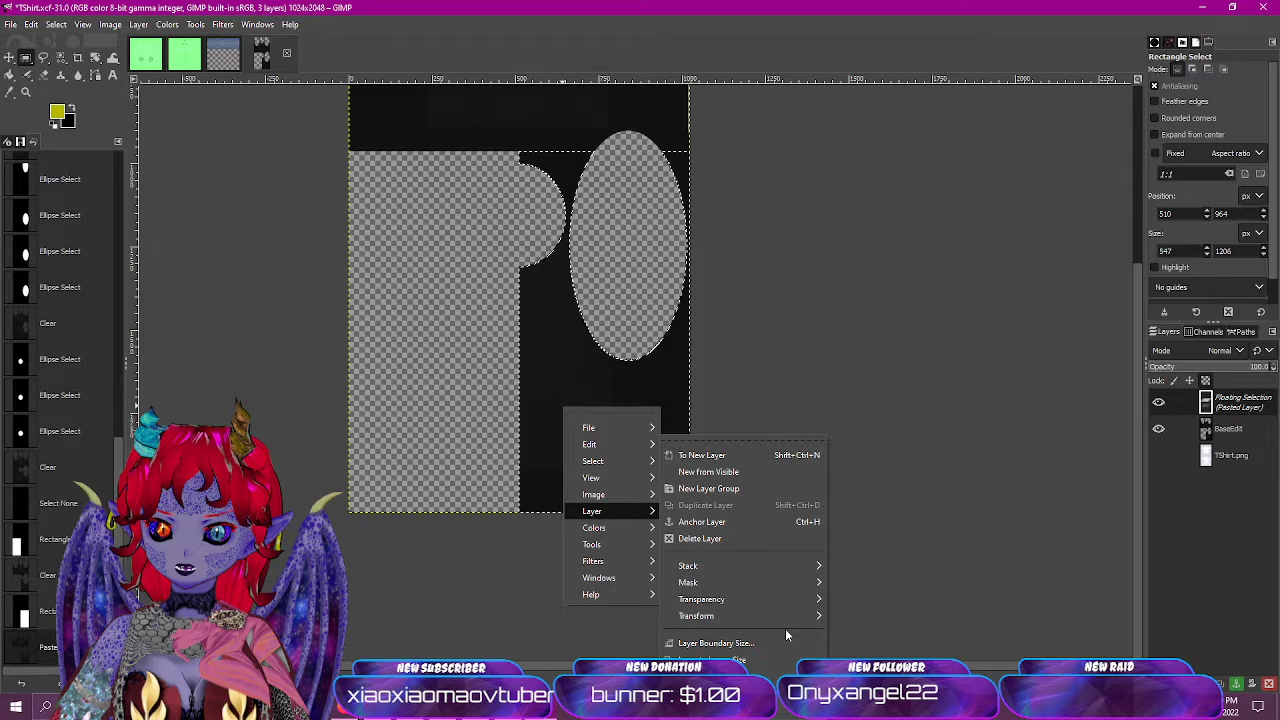 *TShirt.xcf-31.0 (RGB color 8-bit gamma integer, GIMP built-in sRGB, 3 layers) 1024x2048 – GIMP
File Edit Select View Image Layer Colors Tools Filters Windows Help
Rectangle Select
Mode:
Antialiasing
Feather edges
Rounded corners
Expand from center
Fixed Aspect ratio
1:1
Position: px
510 964
Size: px
547 1206
Highlight
No guides
Layers Channels Paths
Mode Normal
Opacity 100.0
Lock:
Floating Selection
(Pasted Layer)
BaseEdit
TShirt.png
Ellipse Select
Ellipse Select
Ellipse Select
Ellipse Select
Clear
Ellipse Select
Ellipse Select
Ellipse Select
Clear
Select None
File
Edit
Select
View
Image
Layer
Colors
Tools
Filters
Windows
Help
To New Layer Shift+Ctrl+N
New from Visible
New Layer Group
Duplicate Layer Shift+Ctrl+D
Anchor Layer Ctrl+H
Delete Layer
Stack
Mask
Transparency
Transform
Layer Boundary Size...
NEW SUBSCRIBER
xiaoxiaomaovtuber
NEW DONATION
bunner: $1.00
NEW FOLLOWER
Onyxangel22
NEW RAID